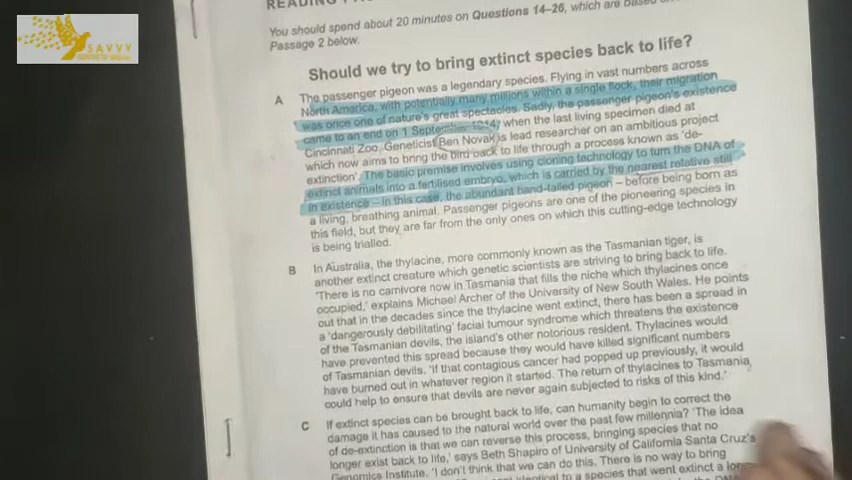 SAVVY
READING
You should spend about 20 minutes on Questions 14–26, which are based on
Passage 2 below.
Should we try to bring extinct species back to life?
A The passenger pigeon was a legendary species. Flying in vast numbers across
North America, with potentially many millions within a single flock, their migration
was once one of nature's great spectacles. Sadly, the passenger pigeon's existence
came to an end on 1 September 1914, when the last living specimen died at
Cincinnati Zoo. Geneticist Ben Novak is lead researcher on an ambitious project
which now aims to bring the bird back to life through a process known as 'de-
extinction'. The basic premise involves using cloning technology to turn the DNA of
extinct animals into a fertilised embryo, which is carried by the nearest relative still
in existence – in this case, the abundant band-tailed pigeon – before being born as
a living, breathing animal. Passenger pigeons are one of the pioneering species in
this field, but they are far from the only ones on which this cutting-edge technology
is being trialled.
B In Australia, the thylacine, more commonly known as the Tasmanian tiger, is
another extinct creature which genetic scientists are striving to bring back to life.
'There is no carnivore now in Tasmania that fills the niche which thylacines once
occupied,' explains Michael Archer of the University of New South Wales. He points
out that in the decades since the thylacine went extinct, there has been a spread in
a 'dangerously debilitating' facial tumour syndrome which threatens the existence
of the Tasmanian devils, the island's other notorious resident. Thylacines would
have prevented this spread because they would have killed significant numbers
of Tasmanian devils. 'If that contagious cancer had popped up previously, it would
have burned out in whatever region it started. The return of thylacines to Tasmania
could help to ensure that devils are never again subjected to risks of this kind.'
C If extinct species can be brought back to life, can humanity begin to correct the
damage it has caused to the natural world over the past few millennia? 'The idea
of de-extinction is that we can reverse this process, bringing species that no
longer exist back to life,' says Beth Shapiro of University of California Santa Cruz's
Genomics Institute. 'I don't think that we can do this. There is no way to bring
identical to a species that went extinct a long